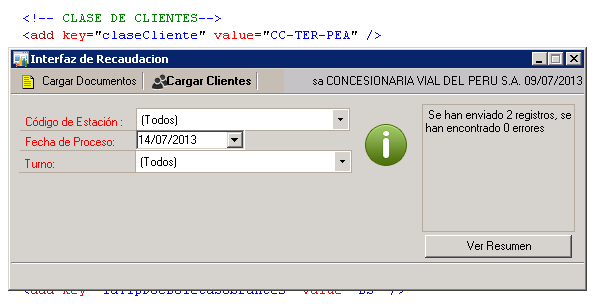 <!-- CLASE DE CLIENTES-->
<add key="claseCliente" value="CC-TER-PEA" />
Interfaz de Recaudacion
Cargar Documentos Cargar Clientes sa CONCESIONARIA VIAL DEL PERU S.A. 09/07/2013
Código de Estación : (Todos)
Fecha de Proceso: 14/07/2013
Turno: (Todos)
Se han enviado 2 registros, se
han encontrado 0 errores
Ver Resumen
<add key